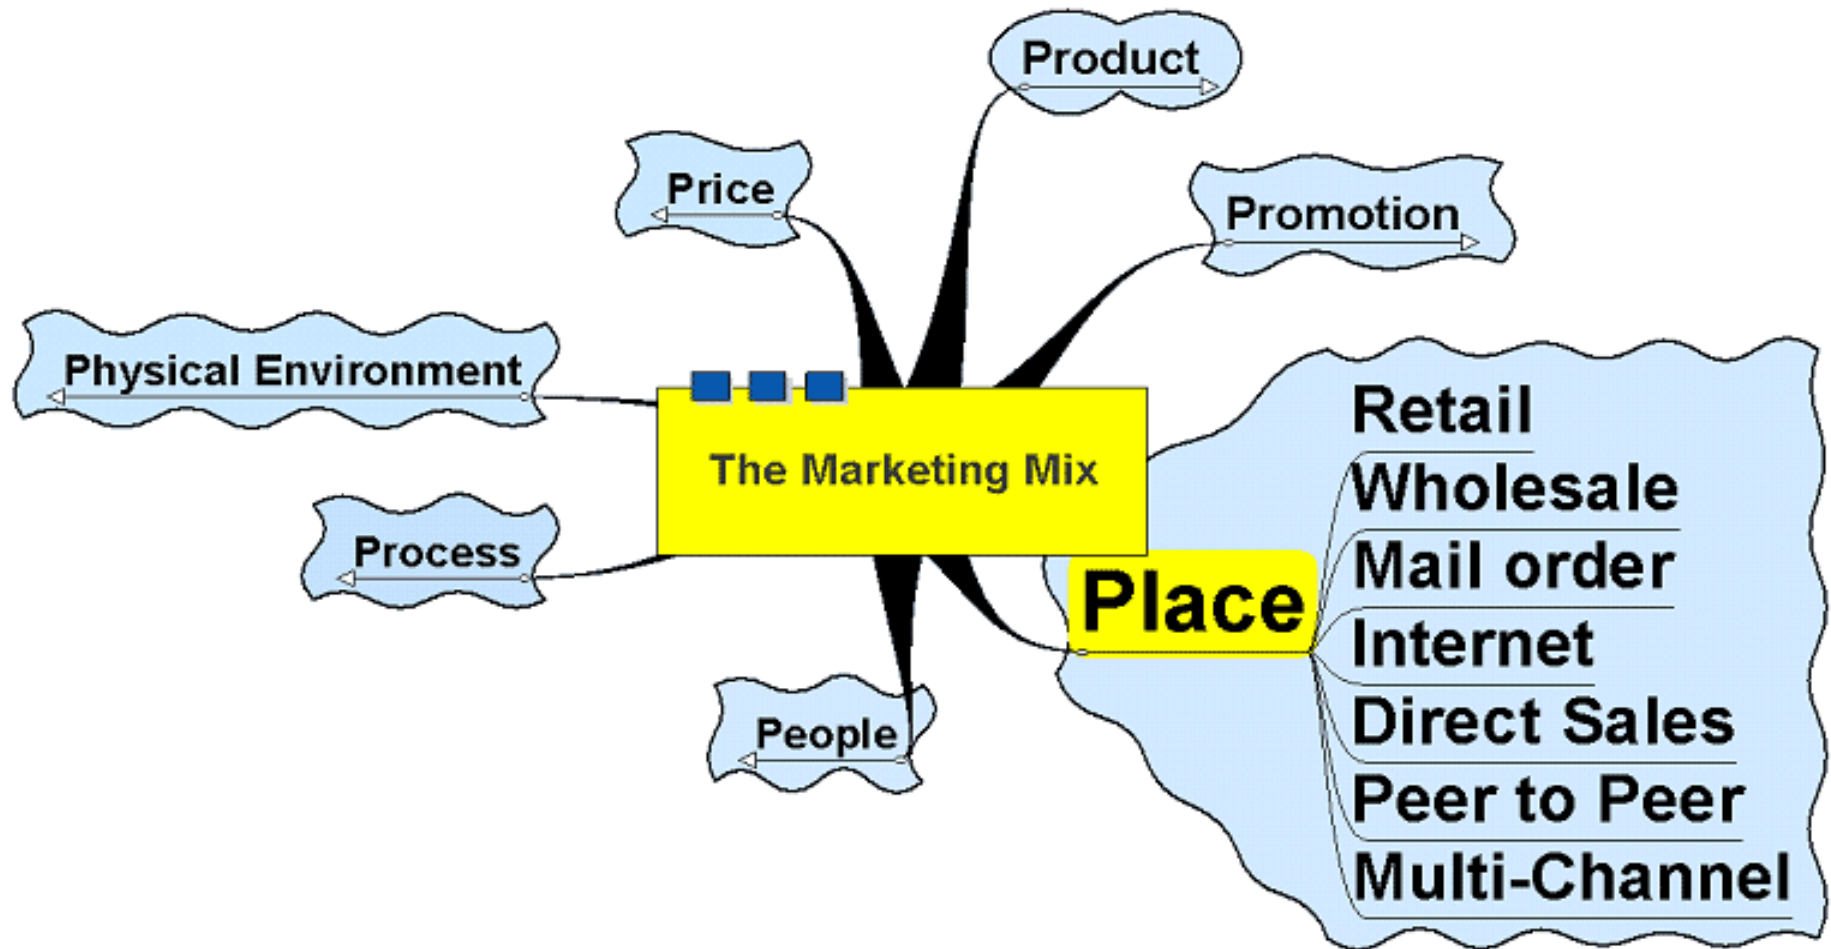 Product
Price
Promotion
Physical Environment
The Marketing Mix
Process
People
Place
Retail
Wholesale
Mail order
Internet
Direct Sales
Peer to Peer
Multi-Channel